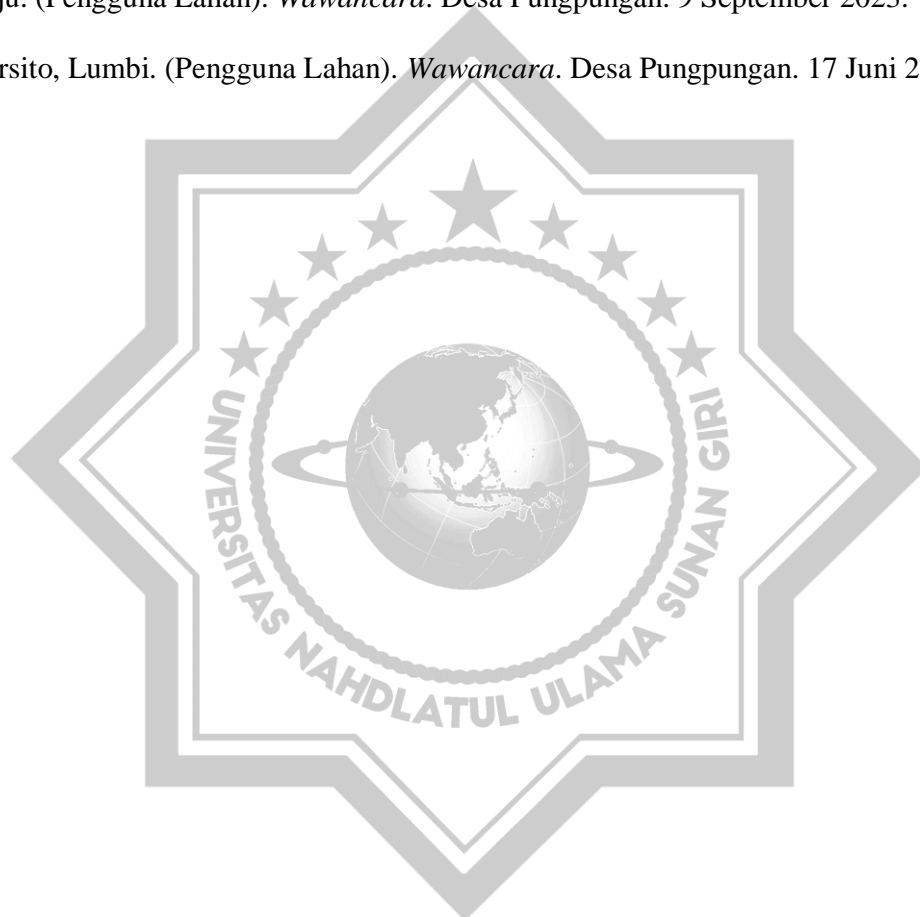 ju. (Pengguna Lahan). Wawancara. Desa Pungpungan. 9 September 2023.
rsito, Lumbi. (Pengguna Lahan). Wawancara. Desa Pungpungan. 17 Juni 2
UNIVERSITAS NAHDLATUL ULAMA SUNAN GIRI